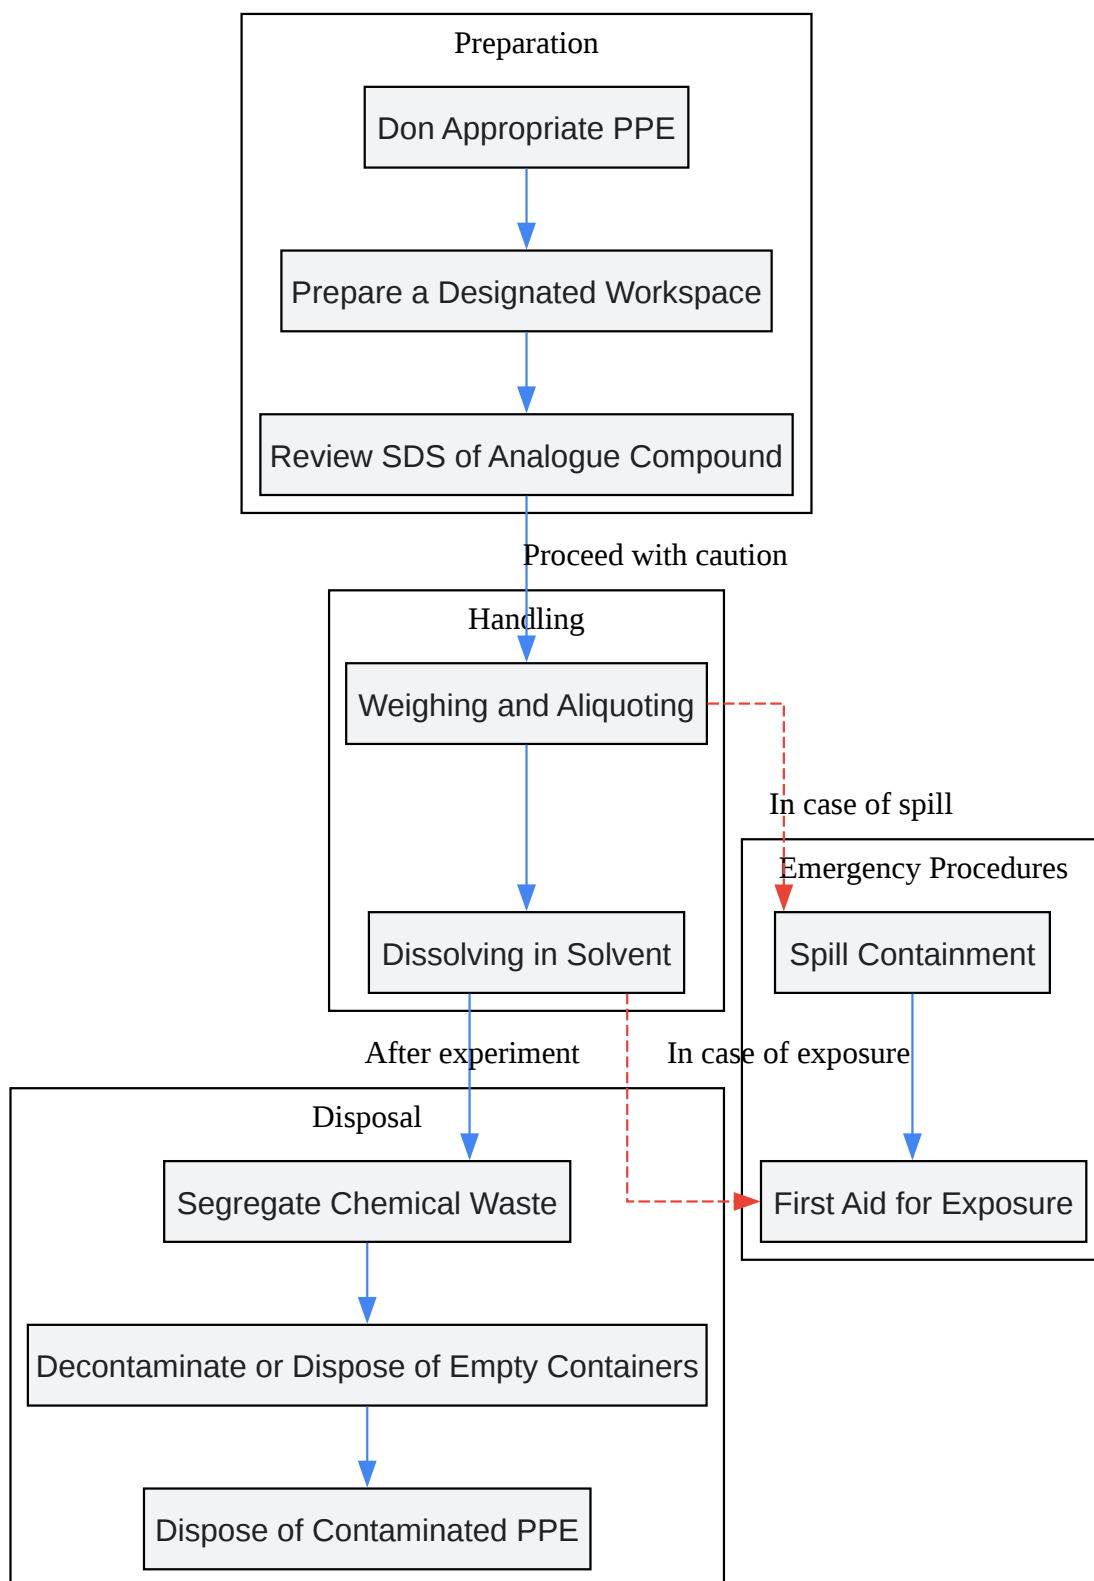 Preparation
Don Appropriate PPE
Prepare a Designated Workspace
Review SDS of Analogue Compound
Proceed with caution
Handling
Weighing and Aliquoting
In case of spill
Emergency Procedures
Dissolving in Solvent
Spill Containment
After experiment
In case of exposure
Disposal
Segregate Chemical Waste
First Aid for Exposure
Decontaminate or Dispose of Empty Containers
Dispose of Contaminated PPE